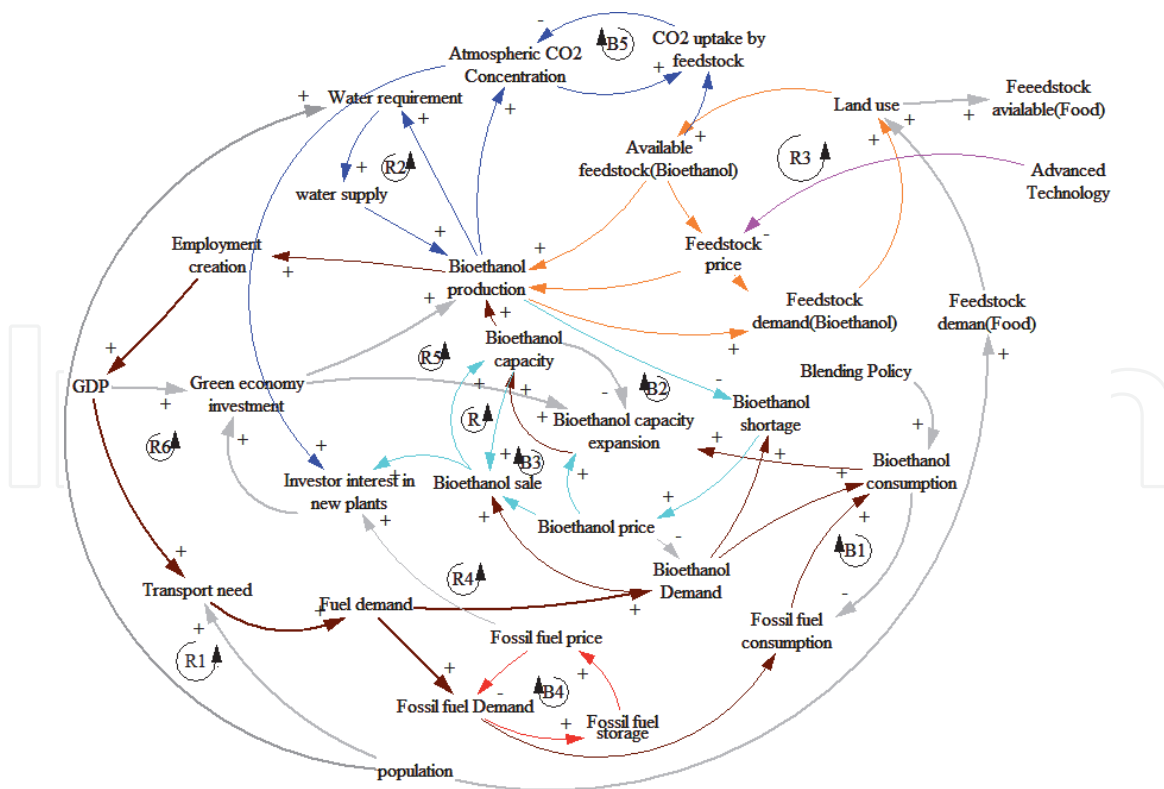 Atmospheric CO2
Concentration
-
B5
CO2 uptake by
feedstock
+
+
Water requirement
+
+
Land use
+
+
Feeedstock
avialable(Food)
+
+
R2
water supply
+
Available
feedstock(Bioethanol)
+
R3
Advanced
Technology
Employment
creation
+
Bioethanol
production
+
+
Feedstock
price
-
Feedstock
demand(Bioethanol)
+
Feedstock
deman(Food)
+
GDP
+
+
Green economy
investment
+
R5
Bioethanol
capacity
+
+
+
-
B2
Bioethanol capacity
expansion
-
+
Bioethanol
shortage
+
Blending Policy
+
R6
R
Investor interest in
new plants
+
+
+
Bioethanol sale
+
+
B3
+
Bioethanol price
+
-
+
Bioethanol
consumption
+
+
B1
Transport need
+
+
R1
Fuel demand
+
R4
Bioethanol
Demand
+
Fossil fuel
consumption
-
Fossil fuel price
+
-
B4
Fossil fuel Demand
+
+
Fossil fuel
storage
population